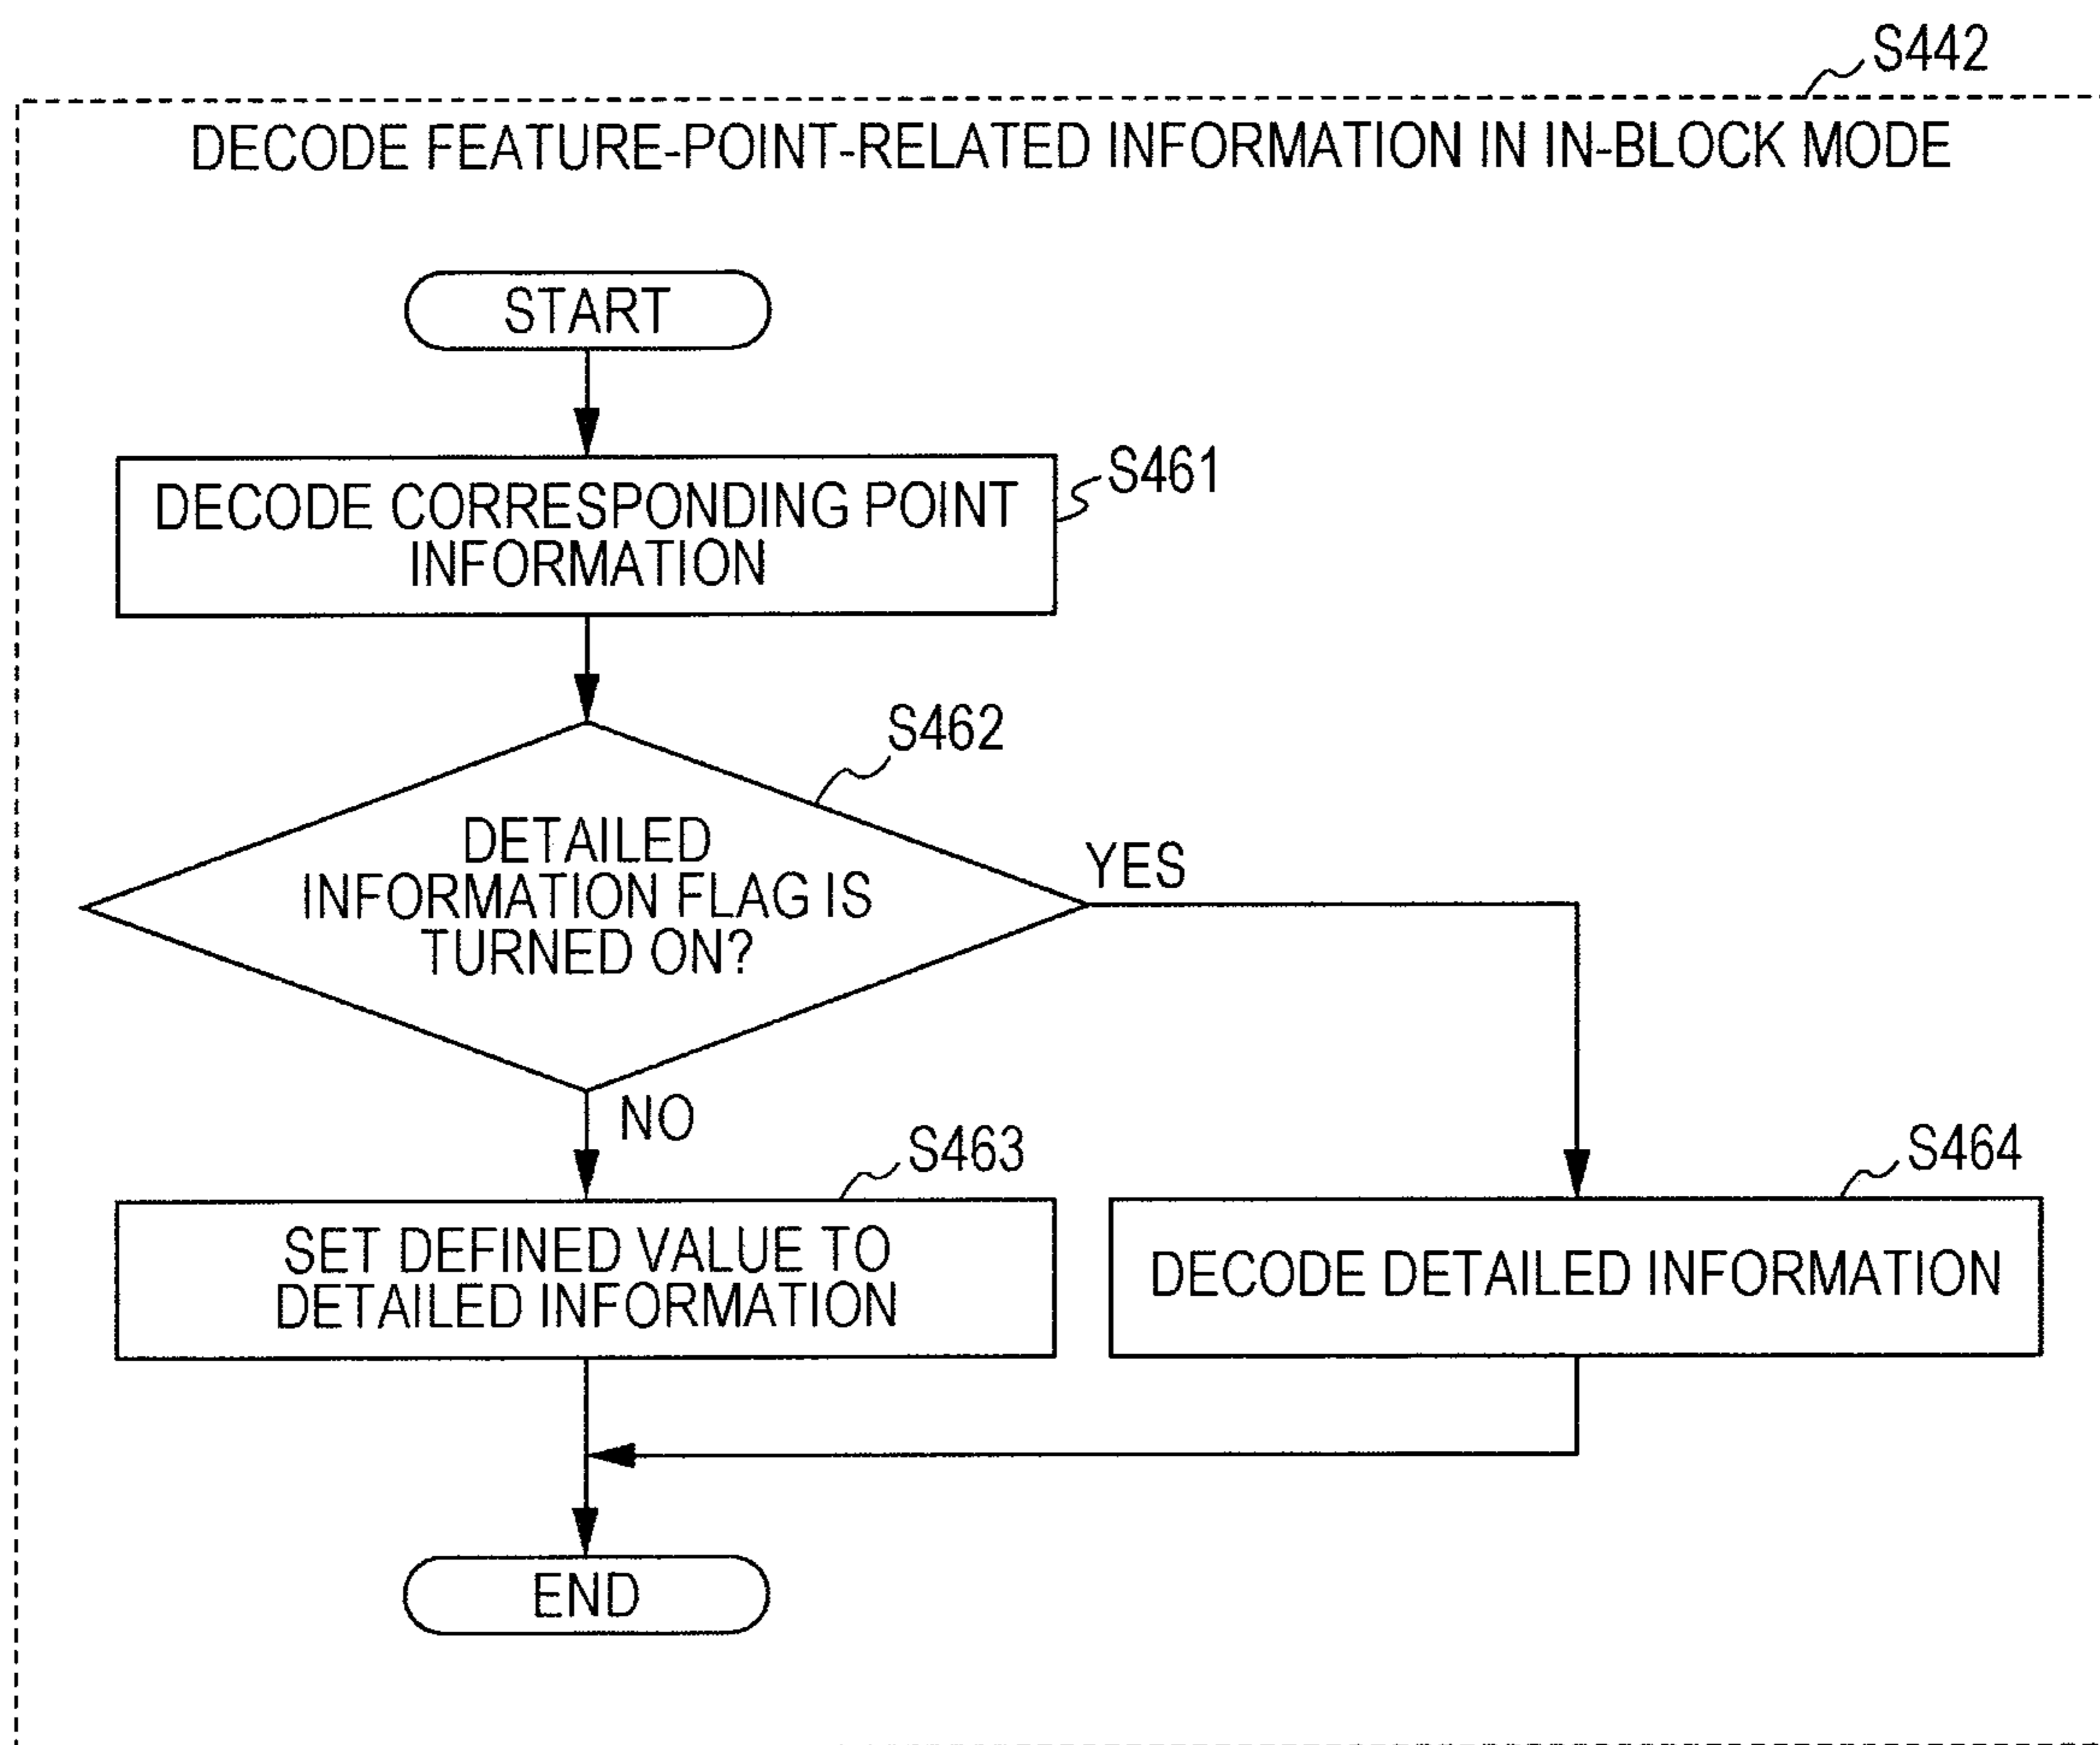 S442
DECODE FEATURE-POINT-RELATED INFORMATION IN IN-BLOCK MODE
START
DECODE CORRESPONDING POINT
INFORMATION
S461
S462
DETAILED
INFORMATION FLAG IS
TURNED ON?
YES
NO
S463
SET DEFINED VALUE TO
DETAILED INFORMATION
S464
DECODE DETAILED INFORMATION
END